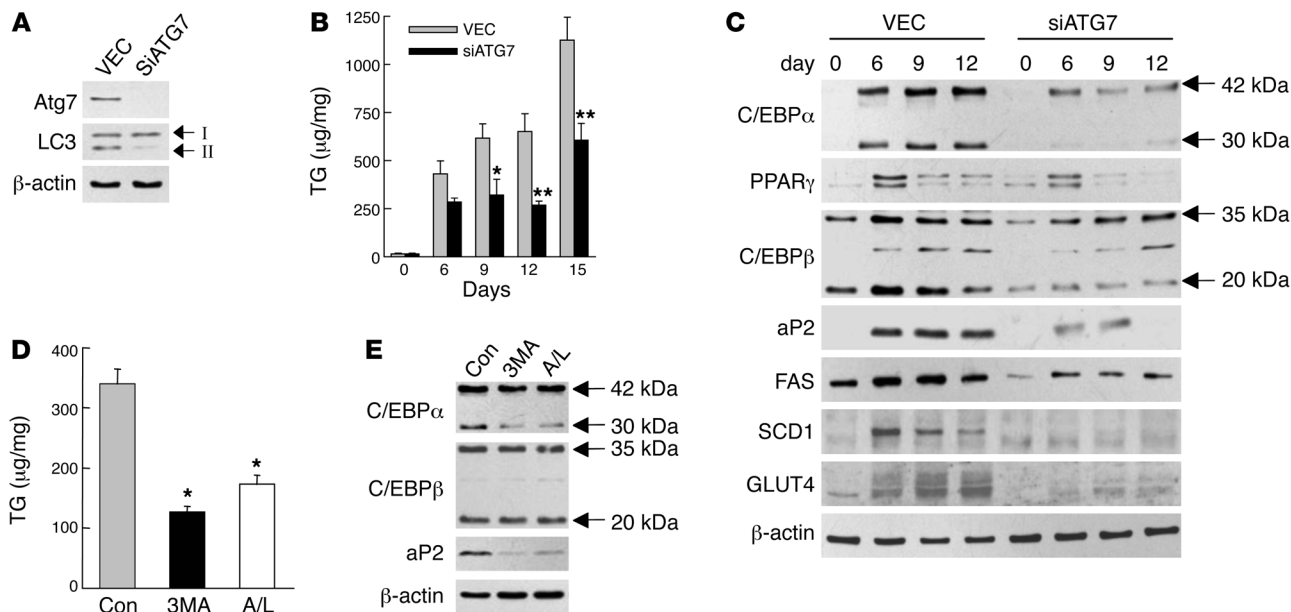 A
VEC
SiATG7
Atg7
LC3
I
II
β-actin
B
VEC
siATG7
TG (μg/mg)
1250
1000
750
500
250
0
*
**
**
0 6 9 12 15
Days
C
VEC siATG7
day 0 6 9 12 0 6 9 12
C/EBPα
42 kDa
30 kDa
PPARγ
C/EBPβ
35 kDa
20 kDa
aP2
FAS
SCD1
GLUT4
β-actin
D
TG (μg/mg)
400
300
200
100
0
*
*
Con 3MA A/L
E
Con 3MA A/L
C/EBPα
42 kDa
30 kDa
C/EBPβ
35 kDa
20 kDa
aP2
β-actin